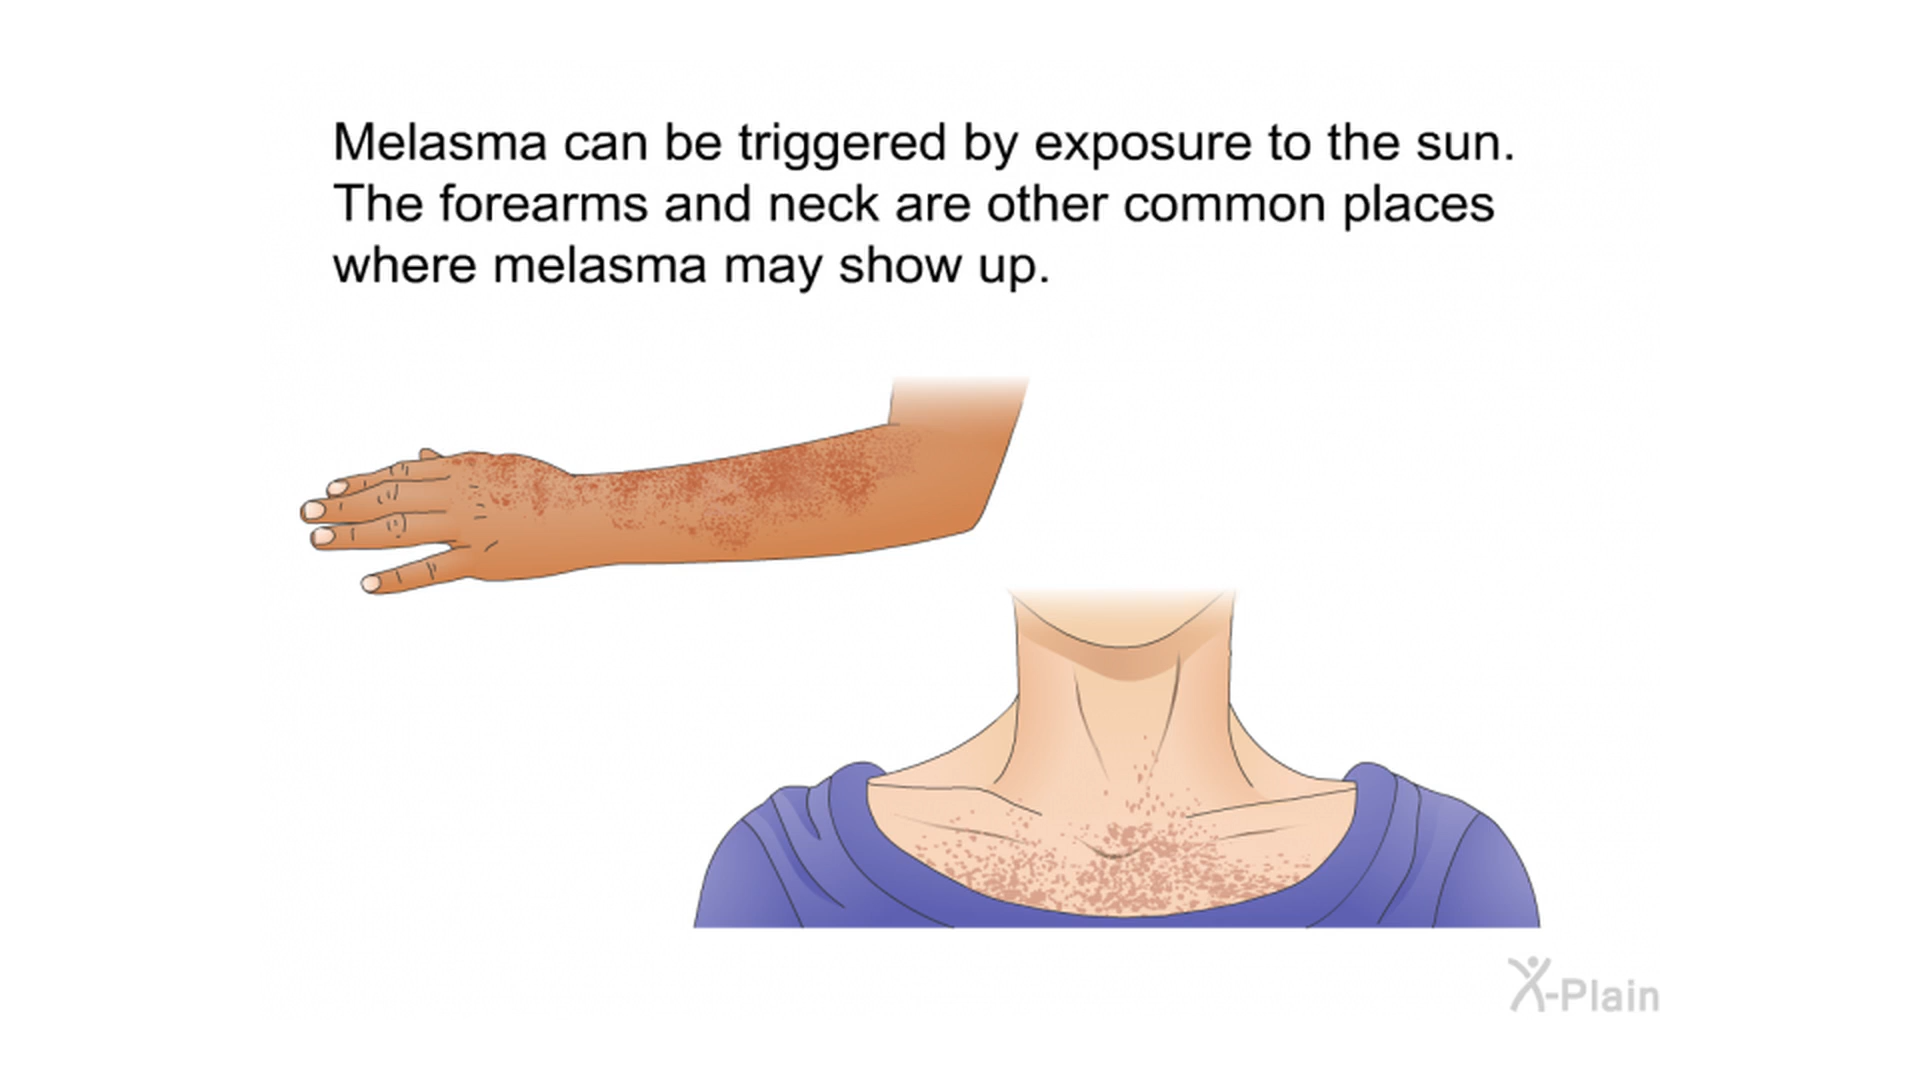 Melasma can be triggered by exposure to the sun.
The forearms and neck are other common places
where melasma may show up.
X-Plain